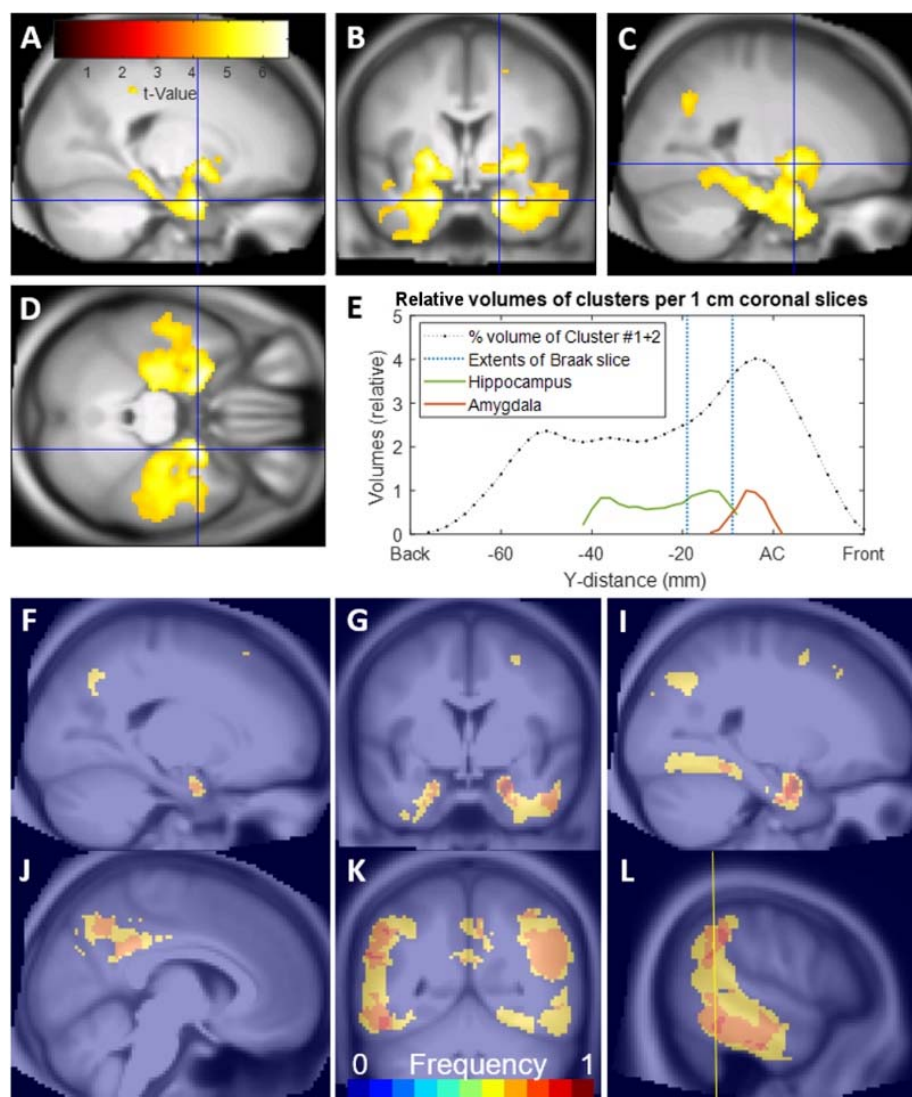 A
1 2 3 4 5 6
t-Value
B
C
D
E
Relative volumes of clusters per 1 cm coronal slices
5
4
3
2
1
0
Volumes (relative)
% volume of Cluster #1+2
Extents of Braak slice
Hippocampus
Amygdala
Back -60 -40 -20 AC Front
Y-distance (mm)
F
G
I
J
K
L
0 Frequency 1